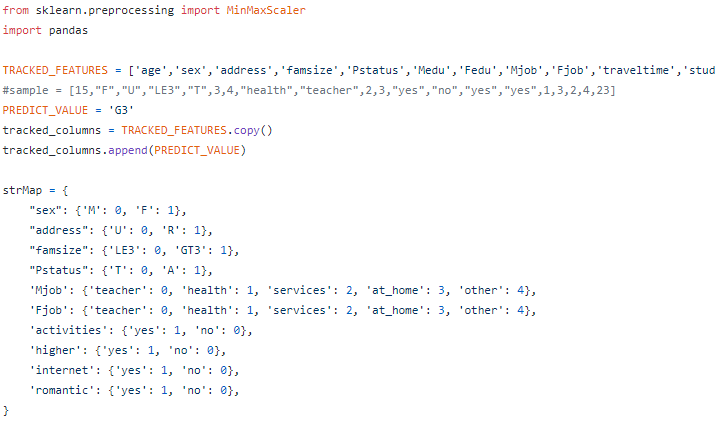 from sklearn.preprocessing import MinMaxScaler
import pandas

TRACKED_FEATURES = ['age','sex','address','famsize','Pstatus','Medu','Fedu','Mjob','Fjob','traveltime','stud
#sample = [15,"F","U","LE3","T",3,4,"health","teacher",2,3,"yes","no","yes","yes",1,3,2,4,23]
PREDICT_VALUE = 'G3'
tracked_columns = TRACKED_FEATURES.copy()
tracked_columns.append(PREDICT_VALUE)

strMap = {
    "sex": {'M': 0, 'F': 1},
    "address": {'U': 0, 'R': 1},
    "famsize": {'LE3': 0, 'GT3': 1},
    "Pstatus": {'T': 0, 'A': 1},
    'Mjob': {'teacher': 0, 'health': 1, 'services': 2, 'at_home': 3, 'other': 4},
    'Fjob': {'teacher': 0, 'health': 1, 'services': 2, 'at_home': 3, 'other': 4},
    'activities': {'yes': 1, 'no': 0},
    'higher': {'yes': 1, 'no': 0},
    'internet': {'yes': 1, 'no': 0},
    'romantic': {'yes': 1, 'no': 0},
}